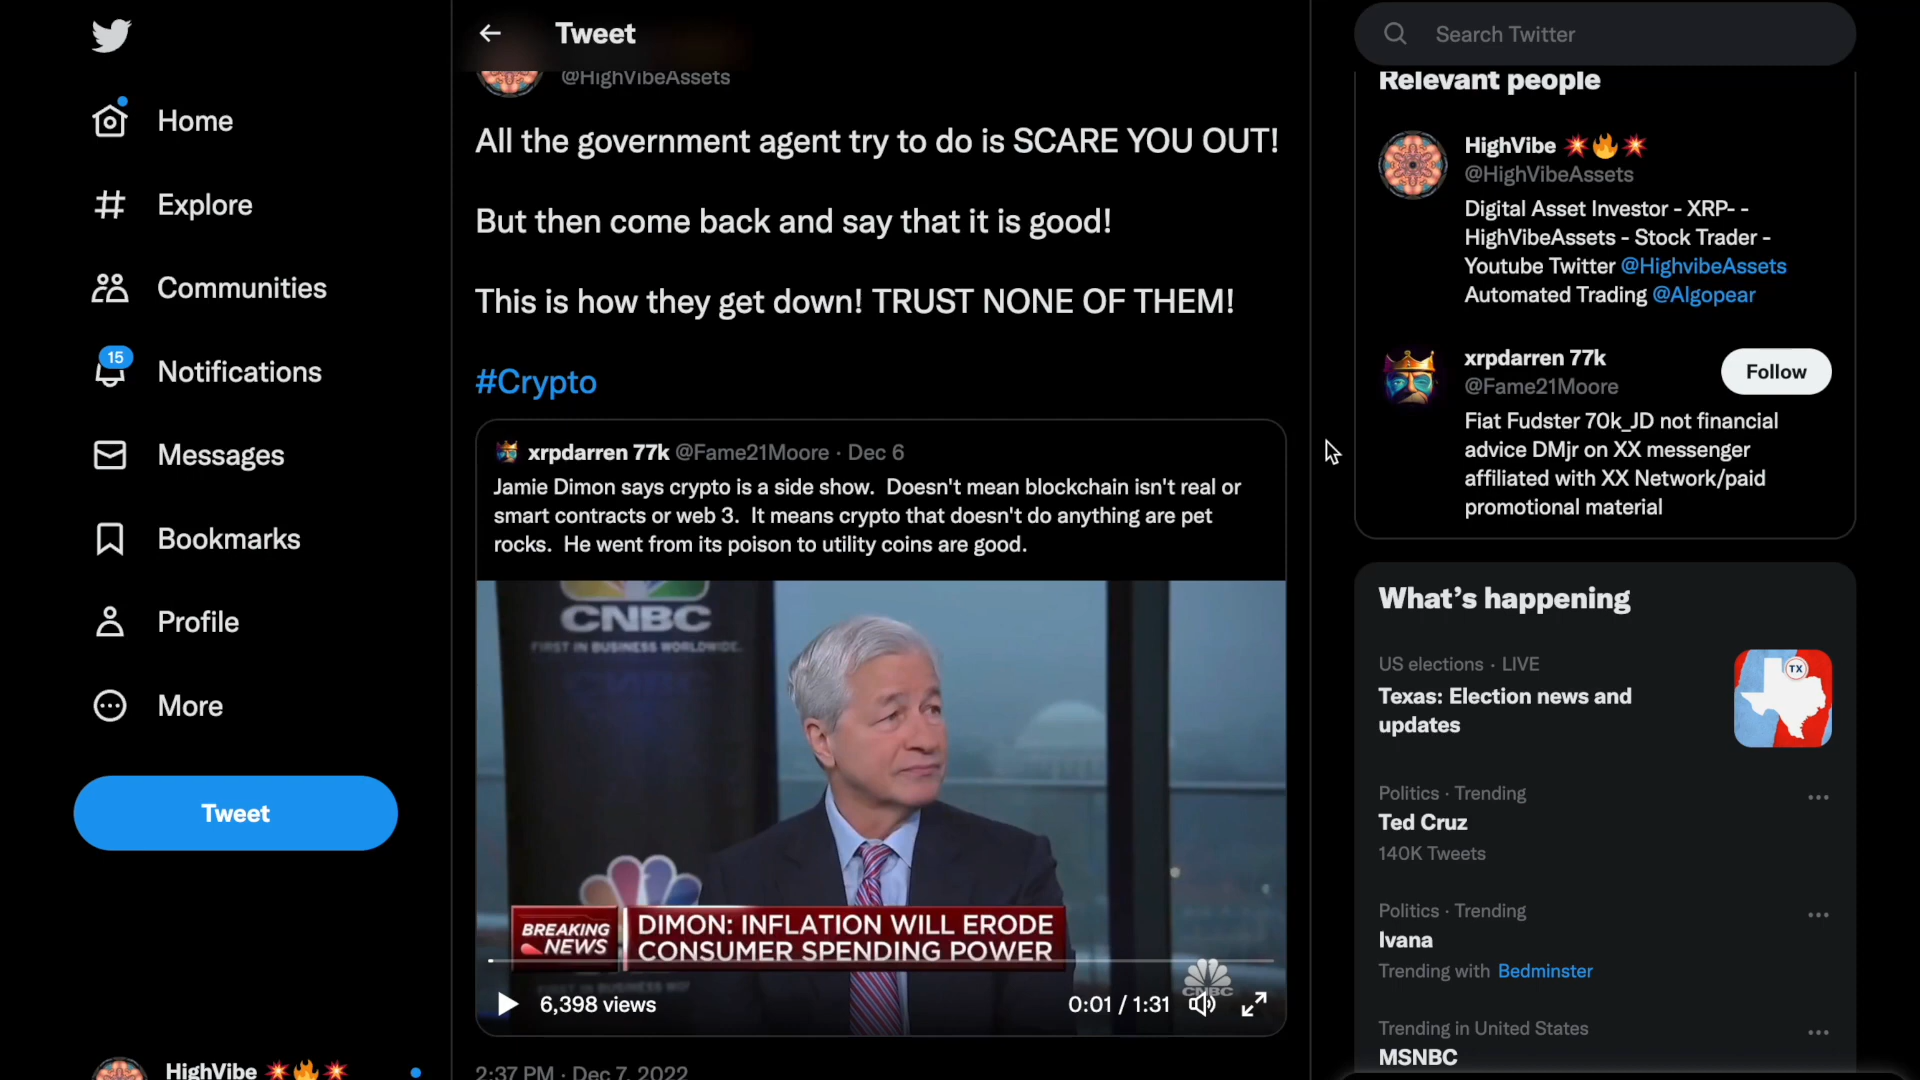 Home
Explore
Communities
15
Notifications
Messages
Bookmarks
Profile
More
Tweet
HighVibe
Tweet
@HighVibeAssets
All the government agent try to do is SCARE YOU OUT!
But then come back and say that it is good!
This is how they get down! TRUST NONE OF THEM!
#Crypto
xrpdarren 77k @Fame21Moore · Dec 6
Jamie Dimon says crypto is a side show.  Doesn't mean blockchain isn't real or
smart contracts or web 3.  It means crypto that doesn't do anything are pet
rocks.  He went from its poison to utility coins are good.
CNBC
FIRST IN BUSINESS WORLDWIDE.
CNBC
BREAKING
NEWS
DIMON: INFLATION WILL ERODE
CONSUMER SPENDING POWER
CNBC
6,398 views
0:01 / 1:31
2:37 PM · Dec 7, 2022
Search Twitter
Relevant people
HighVibe 💥🔥💥
@HighVibeAssets
Digital Asset Investor - XRP- -
HighVibeAssets - Stock Trader -
Youtube Twitter @HighvibeAssets
Automated Trading @Algopear
xrpdarren 77k
@Fame21Moore
Follow
Fiat Fudster 70k_JD not financial
advice DMjr on XX messenger
affiliated with XX Network/paid
promotional material
What's happening
US elections · LIVE
Texas: Election news and
updates
TX
Politics · Trending
Ted Cruz
140K Tweets
Politics · Trending
Ivana
Trending with Bedminster
Trending in United States
MSNBC